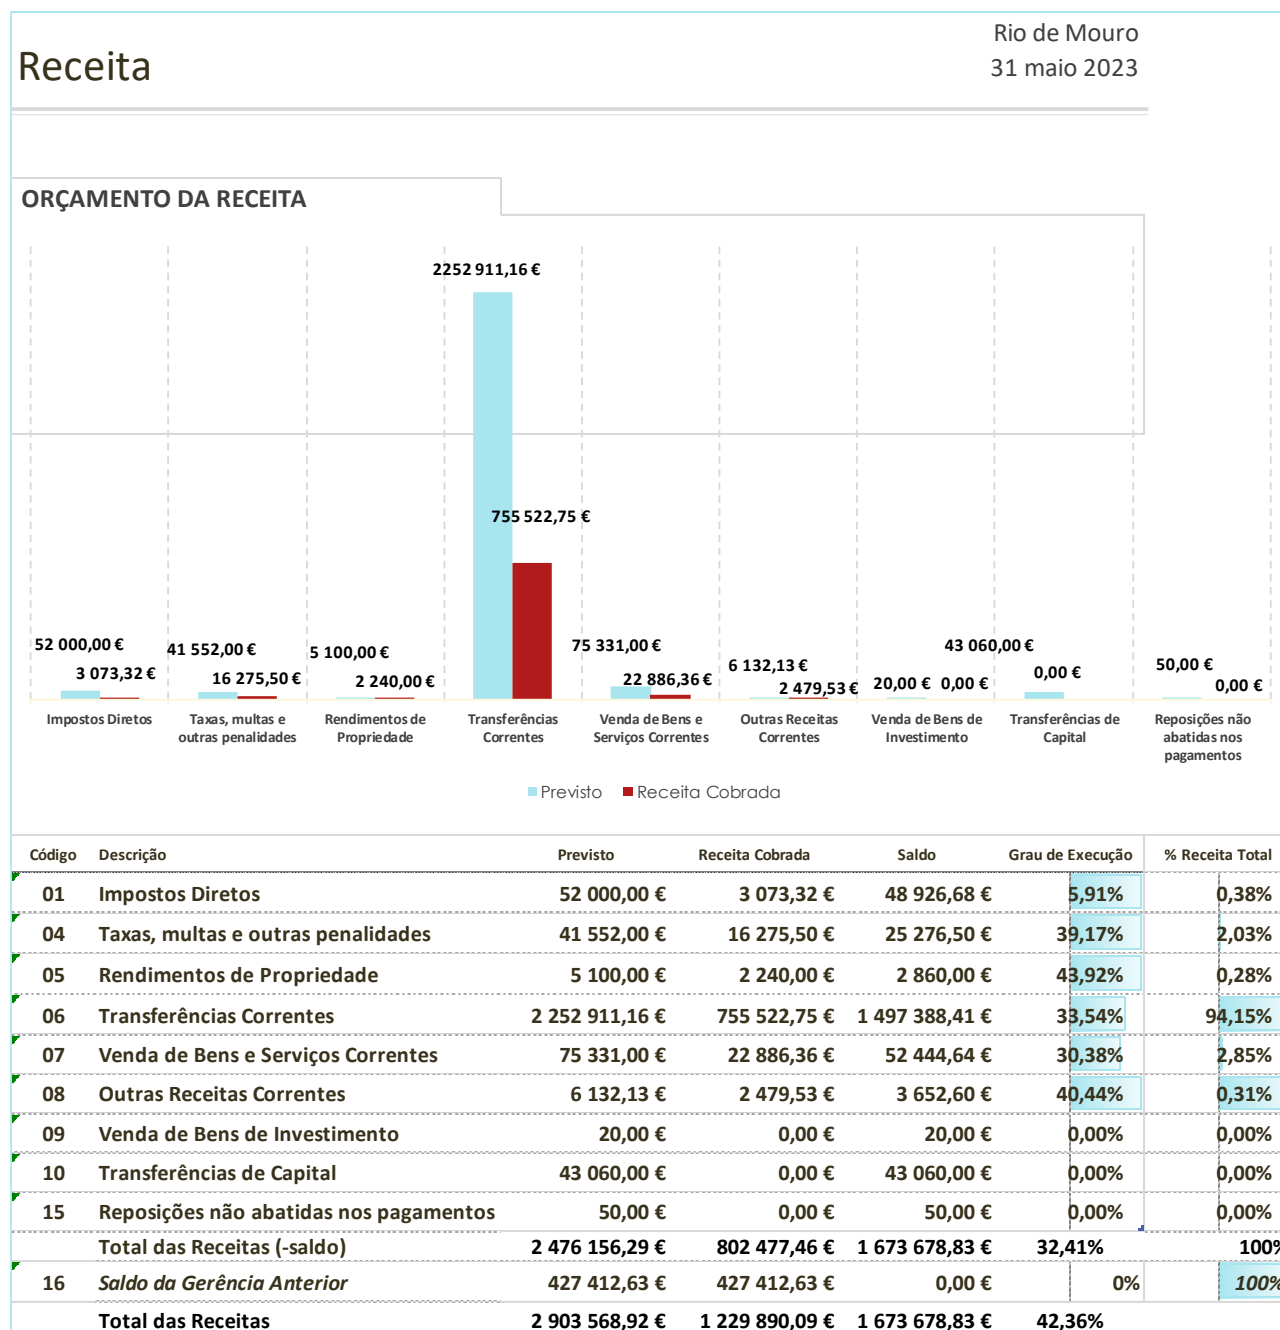 Rio de Mouro
Receita
31 maio 2023
ORÇAMENTO DA RECEITA
2252 911,16 €
755 522,75 €
52 000,00 €
41 552,00 €
5 100,00 €
75 331,00 €
6 132,13 €
43 060,00 €
50,00 €
3 073,32 €
16 275,50 €
2 240,00 €
22 886,36 €
2 479,53 €
20,00 €
0,00 €
0,00 €
0,00 €
Impostos Diretos
Taxas, multas e
outras penalidades
Rendimentos de
Propriedade
Transferências
Correntes
Venda de Bens e
Serviços Correntes
Outras Receitas
Correntes
Venda de Bens de
Investimento
Transferências de
Capital
Reposições não
abatidas nos
pagamentos
Previsto Receita Cobrada
Código Descrição Previsto Receita Cobrada Saldo Grau de Execução % Receita Total
01 Impostos Diretos 52 000,00 € 3 073,32 € 48 926,68 € 5,91% 0,38%
04 Taxas, multas e outras penalidades 41 552,00 € 16 275,50 € 25 276,50 € 39,17% 2,03%
05 Rendimentos de Propriedade 5 100,00 € 2 240,00 € 2 860,00 € 43,92% 0,28%
06 Transferências Correntes 2 252 911,16 € 755 522,75 € 1 497 388,41 € 33,54% 94,15%
07 Venda de Bens e Serviços Correntes 75 331,00 € 22 886,36 € 52 444,64 € 30,38% 2,85%
08 Outras Receitas Correntes 6 132,13 € 2 479,53 € 3 652,60 € 40,44% 0,31%
09 Venda de Bens de Investimento 20,00 € 0,00 € 20,00 € 0,00% 0,00%
10 Transferências de Capital 43 060,00 € 0,00 € 43 060,00 € 0,00% 0,00%
15 Reposições não abatidas nos pagamentos 50,00 € 0,00 € 50,00 € 0,00% 0,00%
Total das Receitas (-saldo) 2 476 156,29 € 802 477,46 € 1 673 678,83 € 32,41% 100%
16 Saldo da Gerência Anterior 427 412,63 € 427 412,63 € 0,00 € 0% 100%
Total das Receitas 2 903 568,92 € 1 229 890,09 € 1 673 678,83 € 42,36%